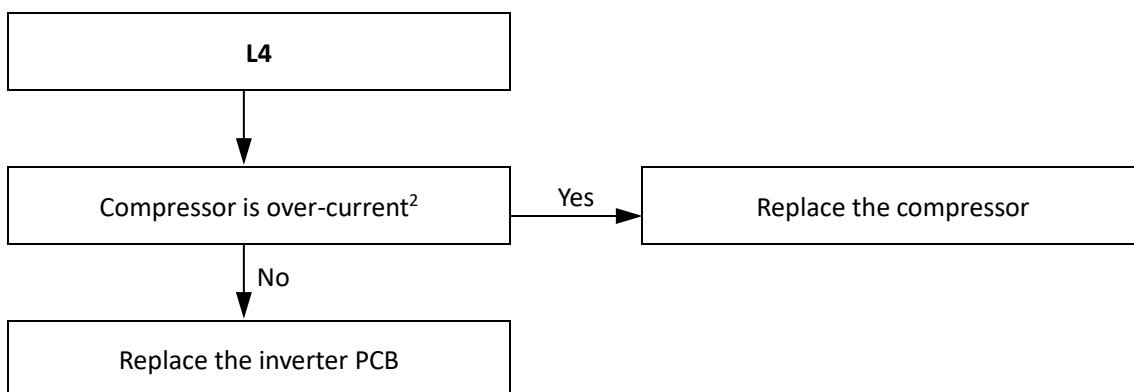 L4
Compressor is over-current²
Yes
Replace the compressor
No
Replace the inverter PCB